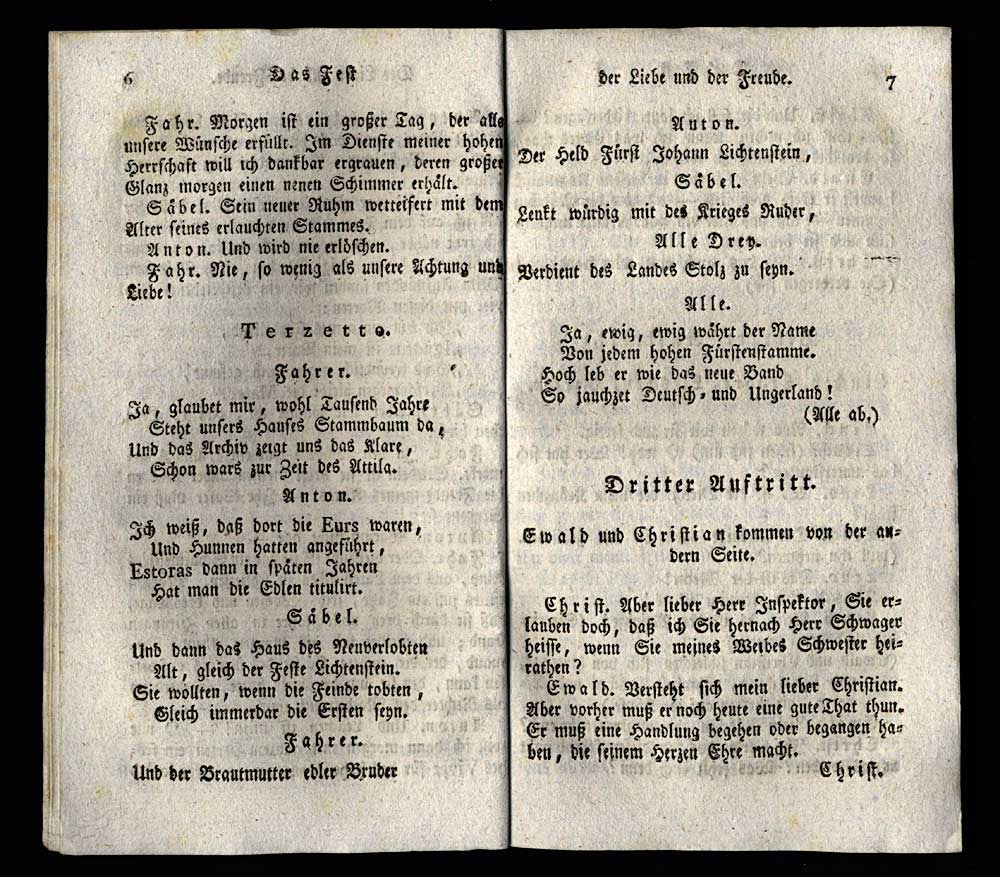 6 Das Fest
Fahr. Morgen ist ein großer Tag, der alle
unsere Wünsche erfüllt. Im Dienste meiner hohen
Herrschaft will ich dankbar ergrauen, deren großer
Glanz morgen einen nenen Schimmer erhält.
Säbel. Sein neuer Ruhm wetteifert mit dem
Alter seines erlauchten Stammes.
Anton. Und wird nie erlöschen.
Fahr. Nie, so wenig als unsere Achtung und
Liebe!
Terzetto.
Fahrer.
Ja, glaubet mir, wohl Tausend Jahre
Steht unsers Hauses Stammbaum da,
Und das Archiv zeigt uns das Klare,
Schon wars zur Zeit des Attila.
Anton.
Ich weiß, daß dort die Eurs waren,
Und Hunnen hatten angeführt,
Estoras dann in späten Jahren
Hat man die Edlen titulirt.
Säbel.
Und dann das Haus des Neuverlobten
Alt, gleich der Feste Lichtenstein.
Sie wollten, wenn die Feinde tobten,
Gleich immerdar die Ersten seyn.
Fahrer.
Und der Brautmutter edler Bruder
der Liebe und der Freude. 7
Anton.
Der Held Fürst Johann Lichtenstein,
Säbel.
Lenkt würdig mit des Krieges Ruder,
Alle Drey.
Verdient des Landes Stolz zu seyn.
Alle.
Ja, ewig, ewig währt der Name
Von jedem hohen Fürstenstamme.
Hoch leb er wie das neue Band
So jauchzet Deutsch- und Ungerland!
(Alle ab.)
Dritter Auftritt.
Ewald und Christian kommen von der an-
dern Seite.
Christ. Aber lieber Herr Inspektor, Sie er-
lauben doch, daß ich Sie hernach Herr Schwager
heisse, wenn Sie meines Weibes Schwester hei-
rathen?
Ewald. Versteht sich mein lieber Christian.
Aber vorher muß er noch heute eine gute That thun.
Er muß eine Handlung begehen oder begangen ha-
ben, die seinem Herzen Ehre macht.
Christ.